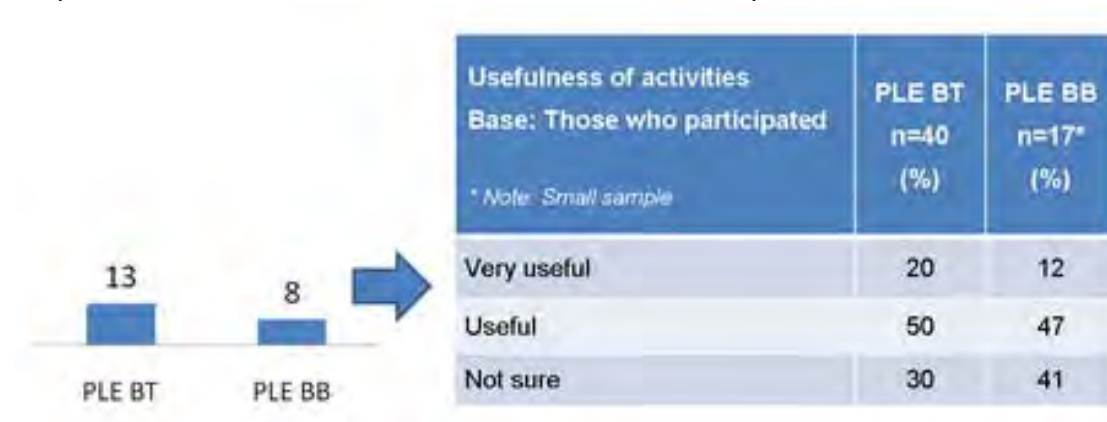 13
8
PLE BT
PLE BB
Usefulness of activities
Base: Those who participated
* Note: Small sample
PLE BT
n=40
(%)
PLE BB
n=17*
(%)
Very useful 20 12
Useful 50 47
Not sure 30 41